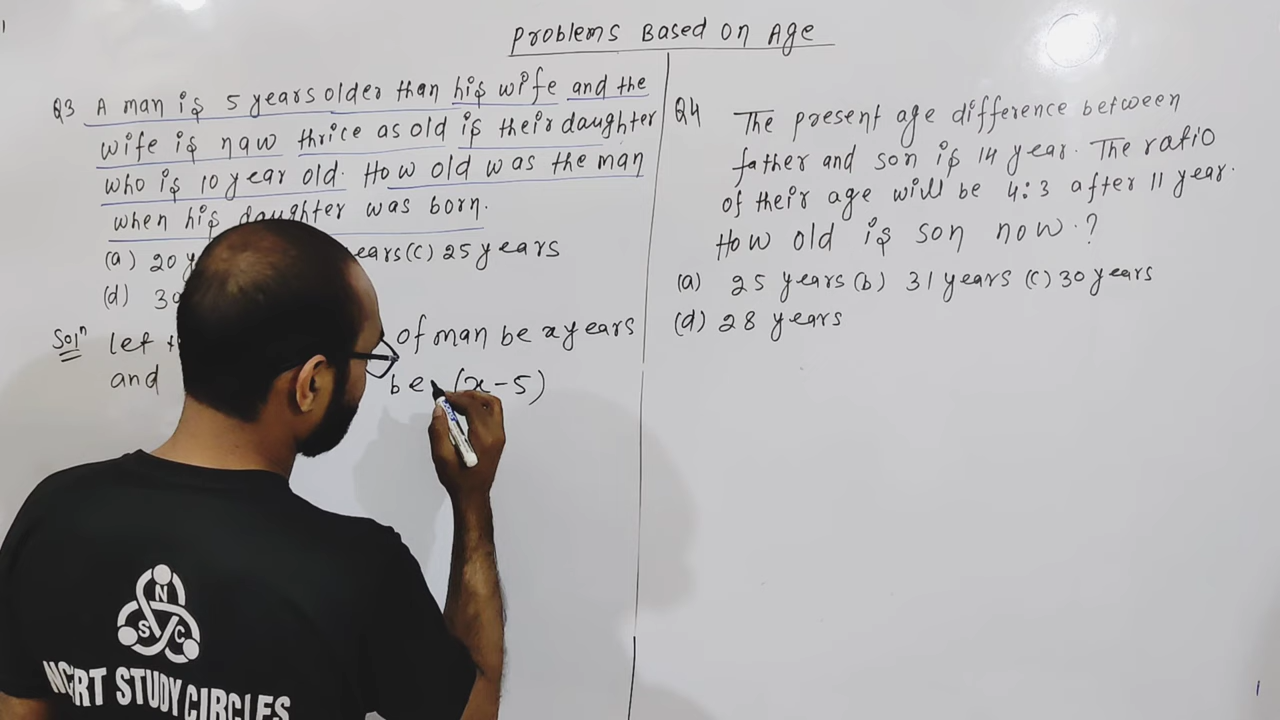 Problems Based On Age
Q3 A man is 5 years older than his wife and the
wife is naw thrice as old is their daughter
who is 10 year old. How old was the man
when his daughter was born.
(a) 20 years (c) 25 years
(d) 30
Solⁿ Let of man be x years
and be (x-5)
Q4 The present age difference between
father and son is 14 year. The ratio
of their age will be 4:3 after 11 year.
How old is son now.?
(a) 25 years (b) 31 years (c) 30 years
(d) 28 years
N
S C
NCRT STUDY CIRCLES